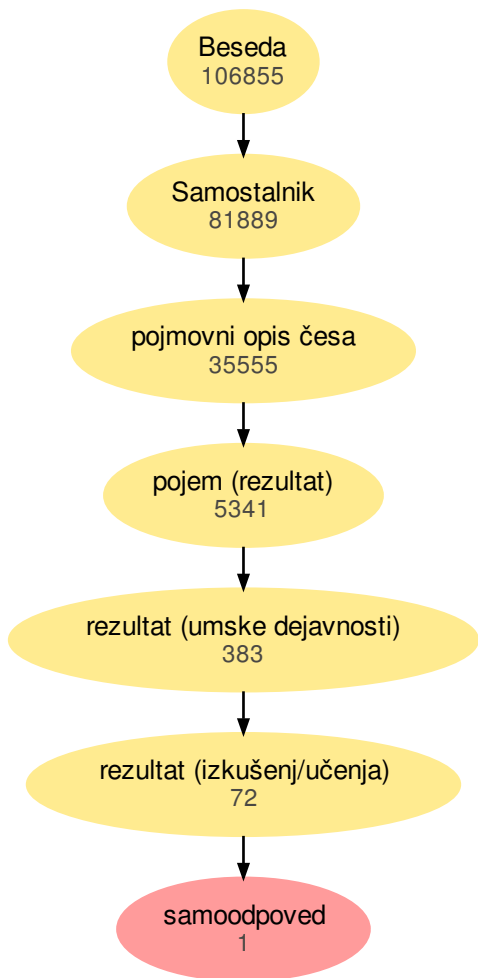 Beseda
106855
Samostalnik
81889
pojmovni opis česa
35555
pojem (rezultat)
5341
rezultat (umske dejavnosti)
383
rezultat (izkušenj/učenja)
72
samoodpoved
1